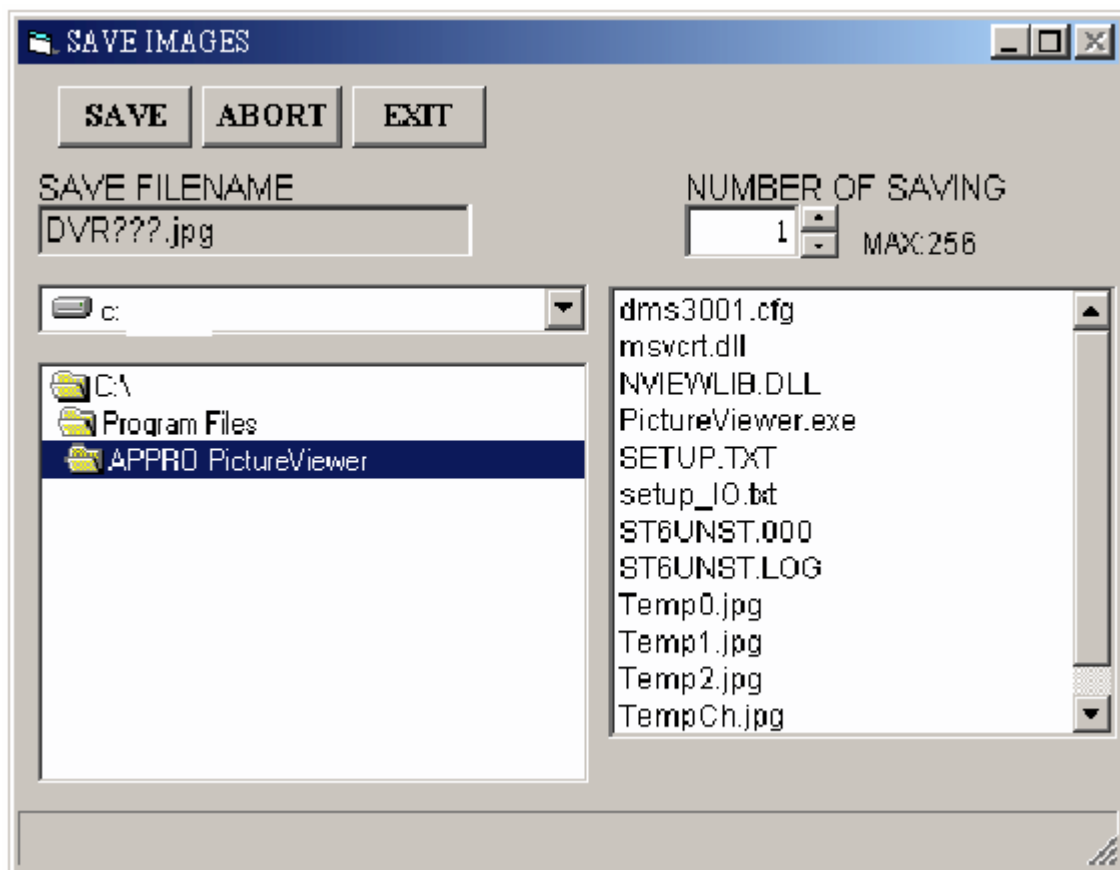 SAVE IMAGES
SAVE ABORT EXIT
SAVE FILENAME
DVR???.jpg
NUMBER OF SAVING
1
MAX:256
c:
C:\
Program Files
APPRO PictureViewer
dms3001.cfg
msvcrt.dll
NVIEWLIB.DLL
PictureViewer.exe
SETUP.TXT
setup_IO.txt
ST6UNST.000
ST6UNST.LOG
Temp0.jpg
Temp1.jpg
Temp2.jpg
TempCh.jpg